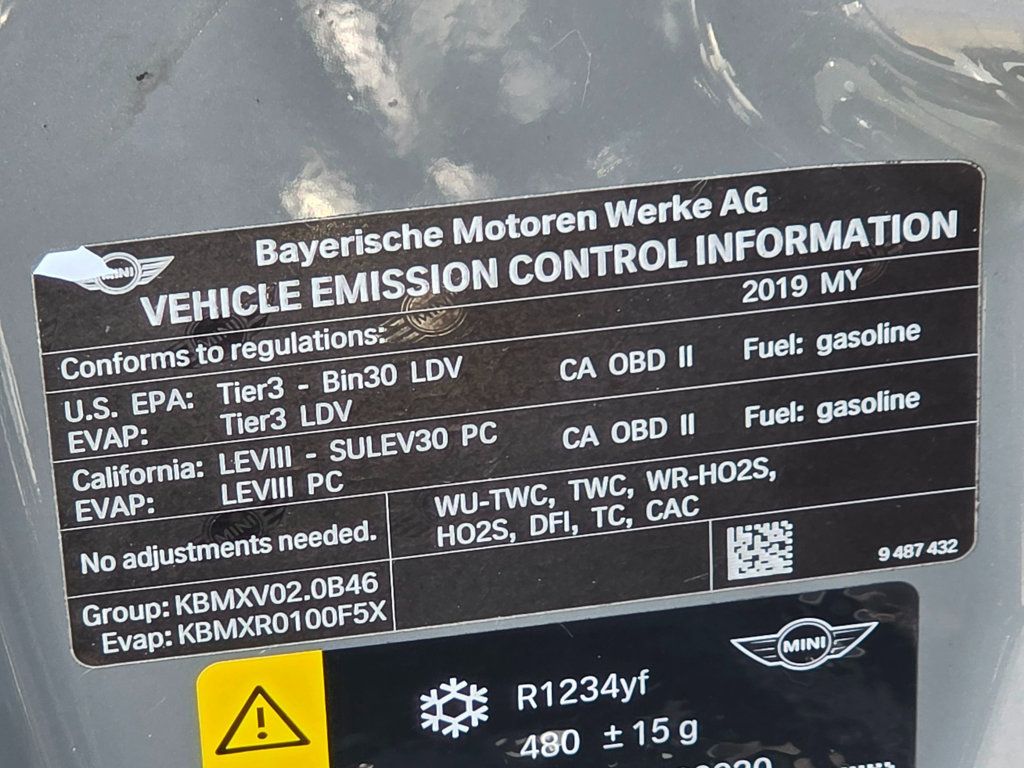 MINI
Bayerische Motoren Werke AG
VEHICLE EMISSION CONTROL INFORMATION
Conforms to regulations: 2019 MY
U.S. EPA: Tier3 - Bin30 LDV CA OBD II Fuel: gasoline
EVAP: Tier3 LDV
California: LEVIII - SULEV30 PC CA OBD II Fuel: gasoline
EVAP: LEVIII PC
No adjustments needed.
WU-TWC, TWC, WR-HO2S,
HO2S, DFI, TC, CAC
Group: KBMXV02.0B46
Evap: KBMXR0100F5X
9 487 432
MINI
R1234yf
480 ± 15 g